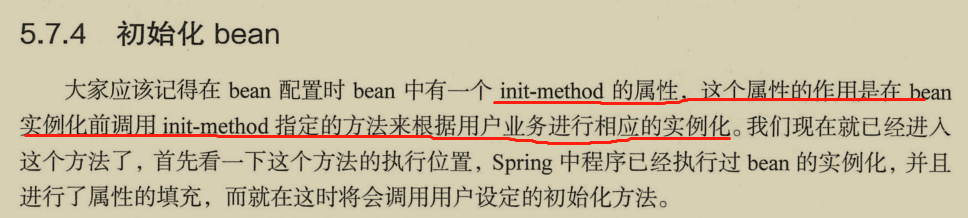 5.7.4 初始化 bean
大家应该记得在 bean 配置时 bean 中有一个 init-method 的属性，这个属性的作用是在 bean
实例化前调用 init-method 指定的方法来根据用户业务进行相应的实例化。我们现在就已经进入
这个方法了，首先看一下这个方法的执行位置，Spring 中程序已经执行过 bean 的实例化，并且
进行了属性的填充，而就在这时将会调用用户设定的初始化方法。